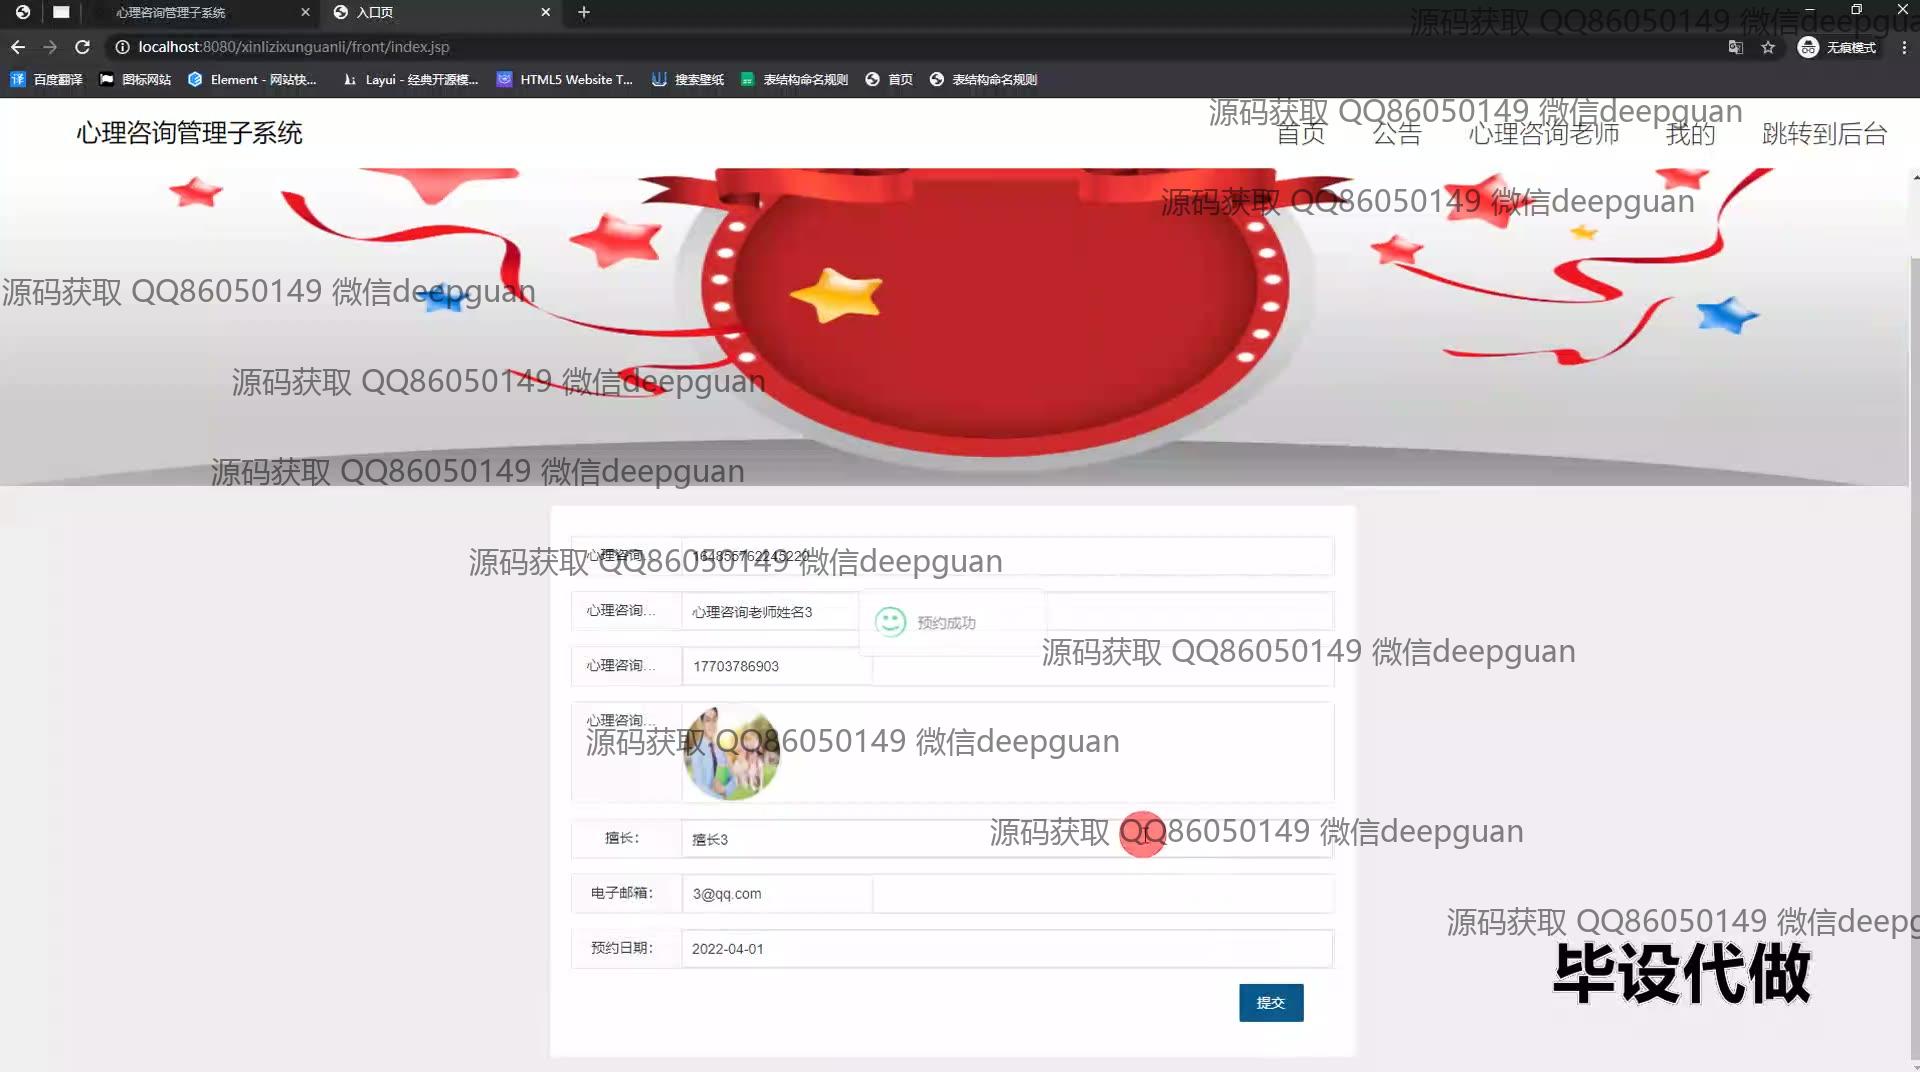 心理咨询管理子系统
入口页
源码获取 QQ86050149 微信deepgua
localhost:8080/xinlizixunguanli/front/index.jsp
无痕模式
百度翻译 图标网站 Element - 网站快... Layui - 经典开源模... HTML5 Website T... 搜索壁纸 表结构命名规则 首页 表结构命名规则
源码获取 QQ86050149 微信deepguan
心理咨询管理子系统 首页 公告 心理咨询老师 我的 跳转到后台
源码获取 QQ86050149 微信deepguan
源码获取 QQ86050149 微信deepguan
源码获取 QQ86050149 微信deepguan
源码获取 QQ86050149 微信deepguan
心理咨询
源码获取 QQ86050149 微信deepguan
心理咨询... 心理咨询老师姓名3
预约成功
源码获取 QQ86050149 微信deepguan
心理咨询... 17703786903
心理咨询...
源码获取 QQ86050149 微信deepguan
擅长： 擅长3
源码获取 QQ86050149 微信deepguan
电子邮箱： 3@qq.com
源码获取 QQ86050149 微信deepg
预约日期： 2022-04-01
毕设代做
提交